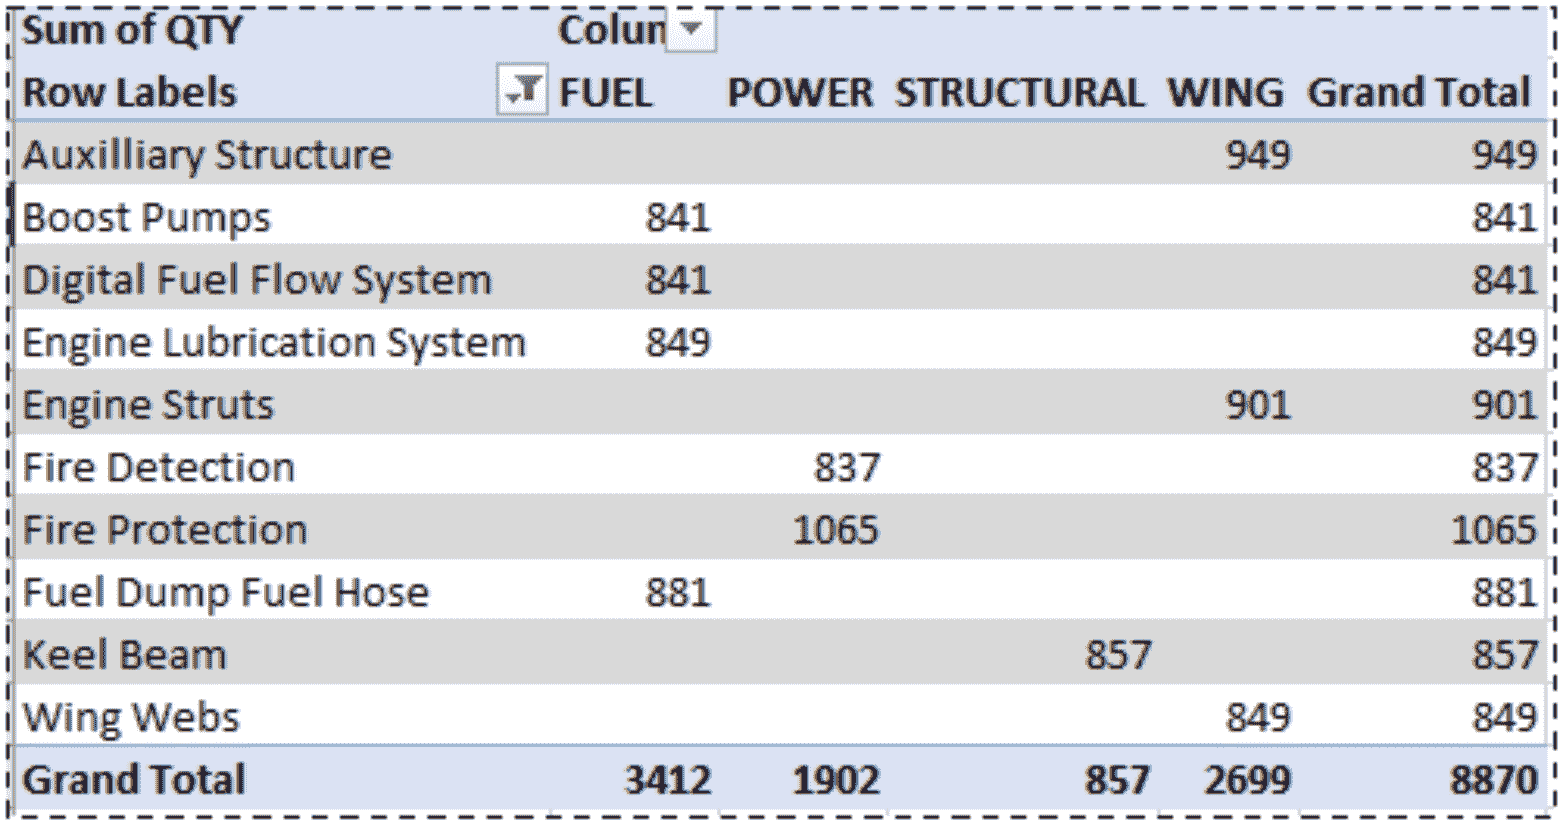 Sum of QTY Colun
Row Labels FUEL POWER STRUCTURAL WING Grand Total
Auxilliary Structure 949 949
Boost Pumps 841 841
Digital Fuel Flow System 841 841
Engine Lubrication System 849 849
Engine Struts 901 901
Fire Detection 837 837
Fire Protection 1065 1065
Fuel Dump Fuel Hose 881 881
Keel Beam 857 857
Wing Webs 849 849
Grand Total 3412 1902 857 2699 8870